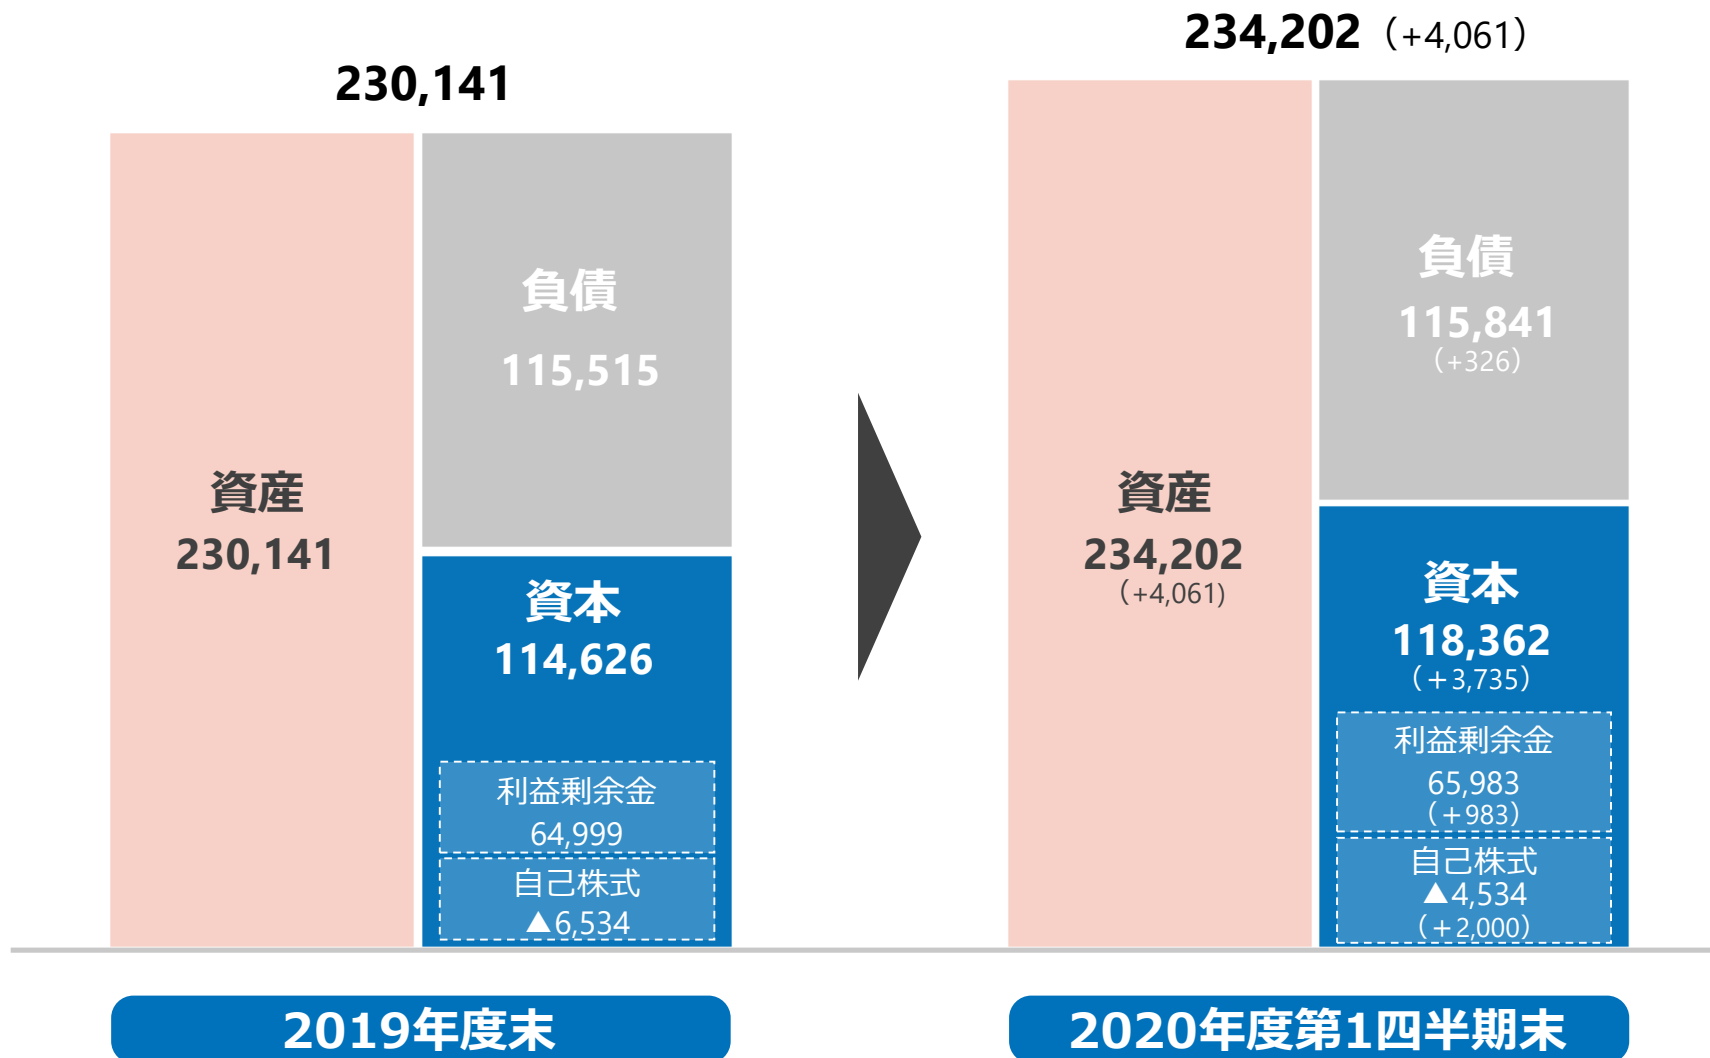 230,141
資産
230,141
負債
115,515
資本
114,626
利益剰余金
64,999
自己株式
▲6,534
2019年度末
234,202（+4,061）
資産
234,202
（+4,061)
負債
115,841
（+326）
資本
118,362
（＋3,735）
利益剰余金
65,983
（＋983）
自己株式
▲4,534
（＋2,000）
2020年度第1四半期末